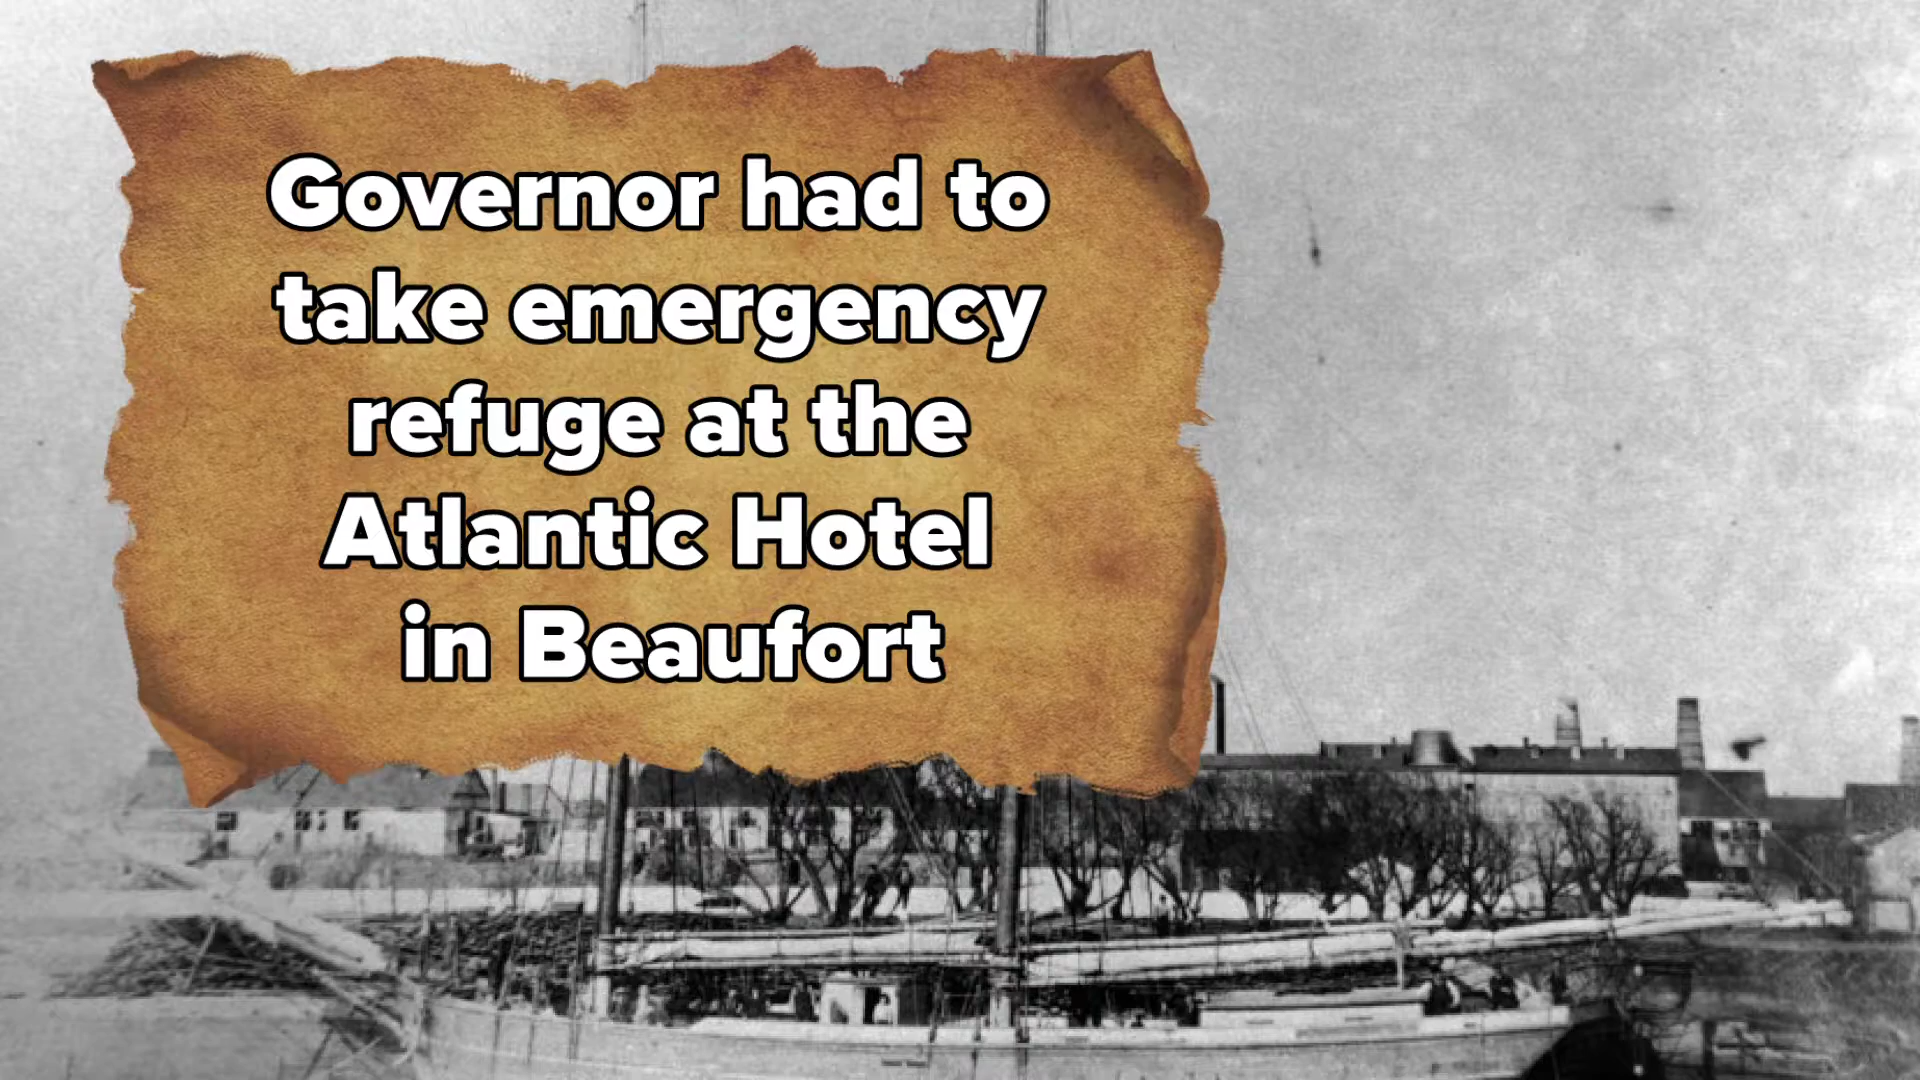 Governor had to
take emergency
refuge at the
Atlantic Hotel
in Beaufort